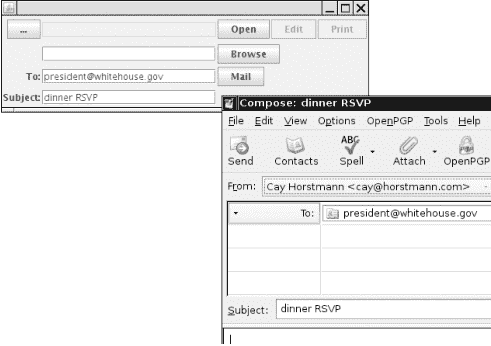 ... Open Edit Print
Browse
To: president@whitehouse.gov Mail
Subject: dinner RSVP
Compose: dinner RSVP
File Edit View Options OpenPGP Tools Help
ABC
Send Contacts Spell Attach OpenPGP
From: Cay Horstmann <cay@horstmann.com>
To: president@whitehouse.gov
Subject: dinner RSVP